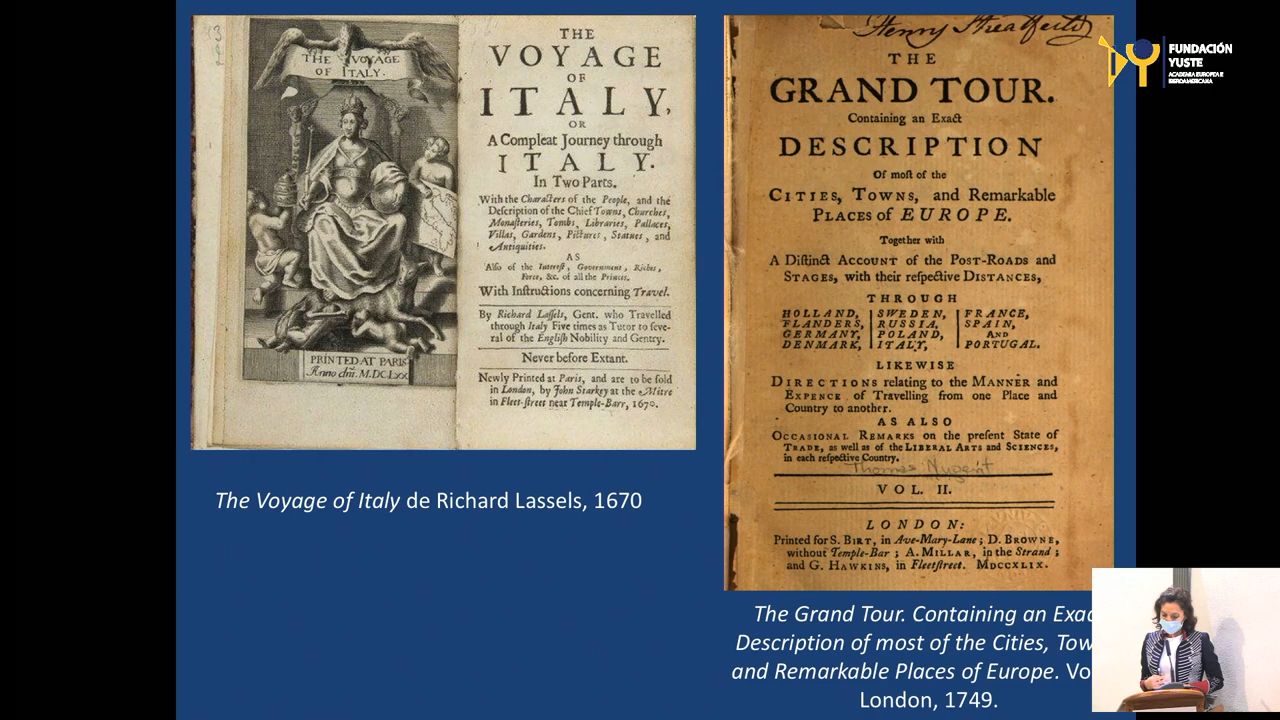 THE VOYAGE
OF ITALY.
PRINTED AT PARIS
Anno
THE
VOYAGE
OF
ITALY,
OR
A Compleat Journey through
ITALY.
In Two Parts.
With the Characters of the People, and the
Description of the Chief Towns, Churches,
Monasteries, Tombs, Libraries, Pallaces,
Villas, Gardens, Pictures, Statues, and
Antiquities.
AS
Also of the Interest, Government, Riches,
Force, &c. of all the Princes.
With Instructions concerning Travel.
By Richard Lassels, Gent. who Travelled
through Italy Five times as Tutor to seve-
ral of the English Nobility and Gentry.
Never before Extant.
Newly Printed at Paris, and are to be sold
in London, by John Starkey at the Mitre
in Fleet-street near Temple-Barr, 1670.
The Voyage of Italy de Richard Lassels, 1670
Henry
THE
GRAND TOUR.
Containing an Exact
DESCRIPTION
Of most of the
CITIES, TOWNS, and Remarkable
PLACES of EUROPE.
Together with
A Distinct ACCOUNT of the POST-ROADS and
STAGES, with their respective DISTANCES,
THROUGH
HOLLAND, SWEDEN, FRANCE,
FLANDERS, RUSSIA, SPAIN,
GERMANY, POLAND, AND
DENMARK, ITALY, PORTUGAL.
LIKEWISE
DIRECTIONS relating to the MANNER and
EXPENCE of Travelling from one Place and
Country to another.
AS ALSO
OCCASIONAL REMARKS on the present State of
TRADE, as well as of the LIBERAL ARTS and SCIENCES,
in each respective Country.
Thomas Nugent
VOL. II.
LONDON:
Printed for S. BIRT, in Ave-Mary-Lane; D. BROWNE,
without Temple-Bar; A. MILLAR, in the Strand;
and G. HAWKINS, in Fleetstreet. MDCCXLIX.
The Grand Tour. Containing an Exac
Description of most of the Cities, Tow
and Remarkable Places of Europe. Vo
London, 1749.
FUNDACIÓN
YUSTE
ACADEMIA EUROPEA E
IBEROAMERICANA